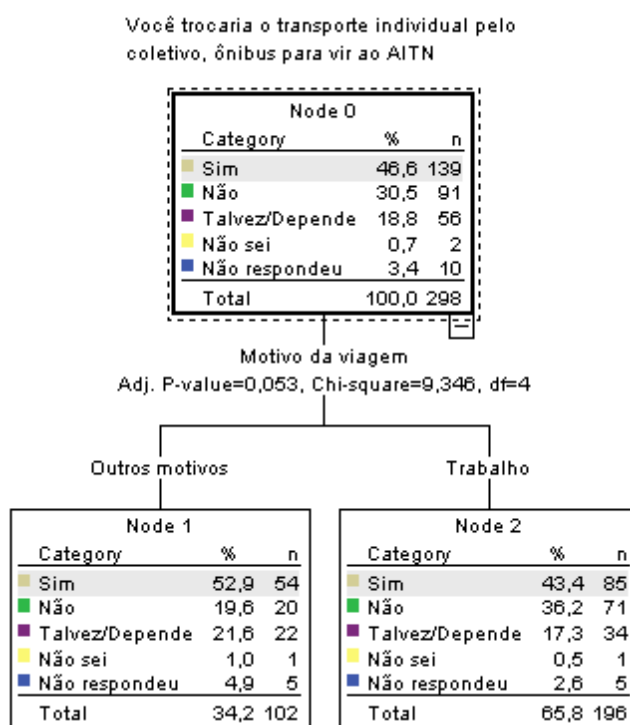 Você trocaria o transporte individual pelo
coletivo, ônibus para vir ao AITN
Node 0
Category % n
Sim 46,6 139
Não 30,5 91
Talvez/Depende 18,8 56
Não sei 0,7 2
Não respondeu 3,4 10
Total 100,0 298
Motivo da viagem
Adj. P-value=0,053, Chi-square=9,346, df=4
Outros motivos
Node 1
Category % n
Sim 52,9 54
Não 19,6 20
Talvez/Depende 21,6 22
Não sei 1,0 1
Não respondeu 4,9 5
Total 34,2 102
Trabalho
Node 2
Category % n
Sim 43,4 85
Não 36,2 71
Talvez/Depende 17,3 34
Não sei 0,5 1
Não respondeu 2,6 5
Total 65,8 196